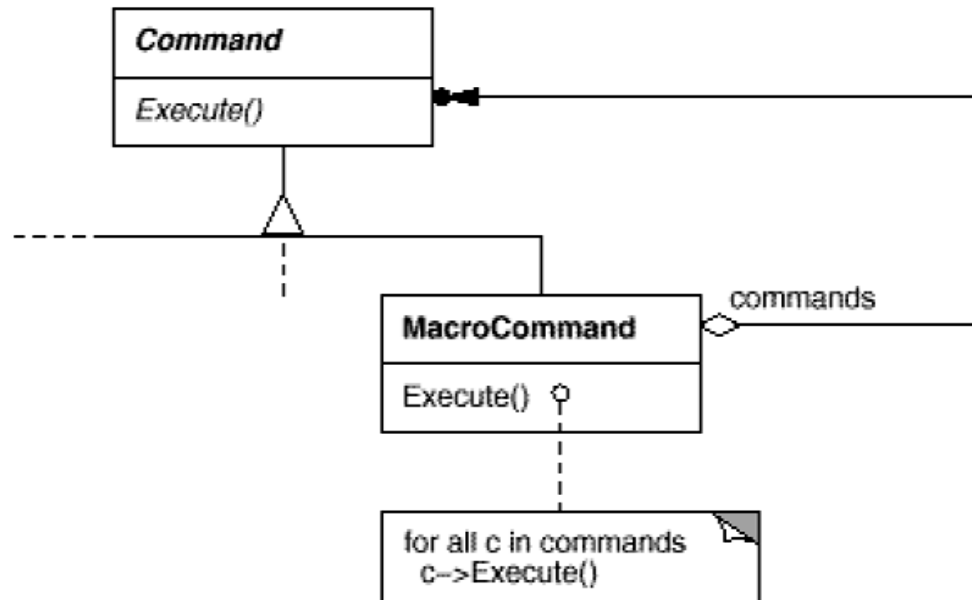 Command
Execute()
commands
MacroCommand
Execute()
for all c in commands
c->Execute()